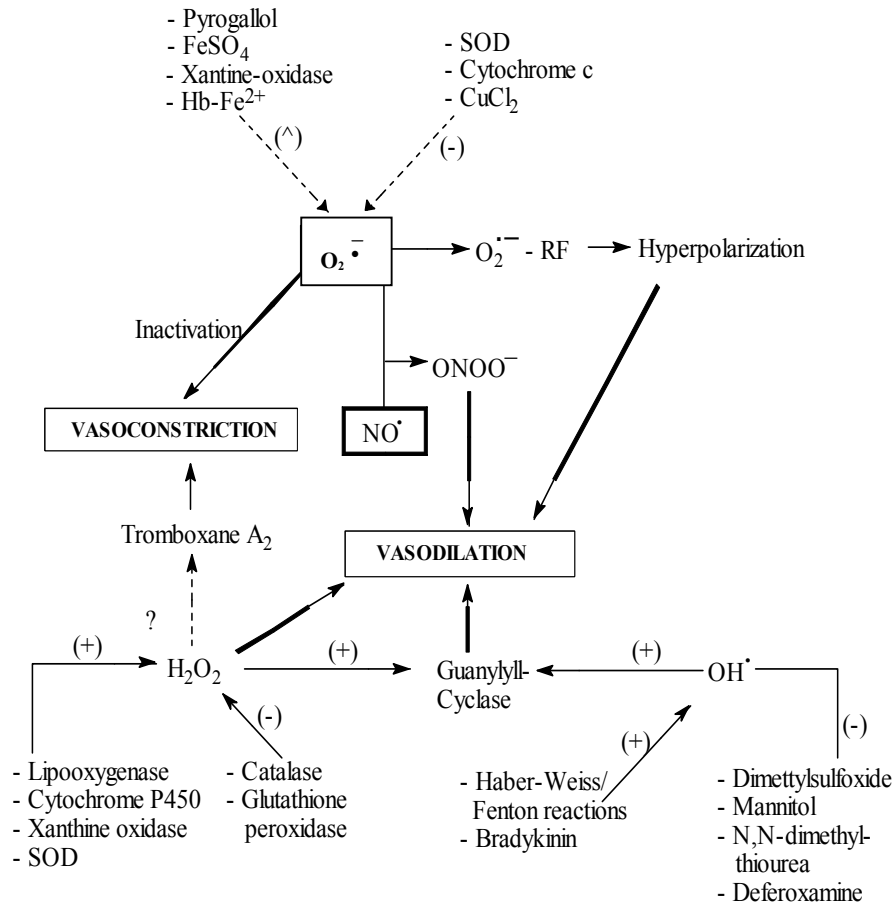 - Pyrogallol
- FeSO₄
- Xantine-oxidase
- Hb-Fe²⁺
- SOD
- Cytochrome c
- CuCl₂
(^)
(-)
O₂•¯
O₂•¯ - RF
Hyperpolarization
Inactivation
ONOO¯
VASOCONSTRICTION
NO•
Tromboxane A₂
VASODILATION
?
(+)
H₂O₂
(+)
Guanylyll-
Cyclase
(+)
OH•
(-)
(+)
(-)
- Lipooxygenase
- Cytochrome P450
- Xanthine oxidase
- SOD
- Catalase
- Glutathione
peroxidase
- Haber-Weiss/
Fenton reactions
- Bradykinin
- Dimettylsulfoxide
- Mannitol
- N,N-dimethyl-
thiourea
- Deferoxamine